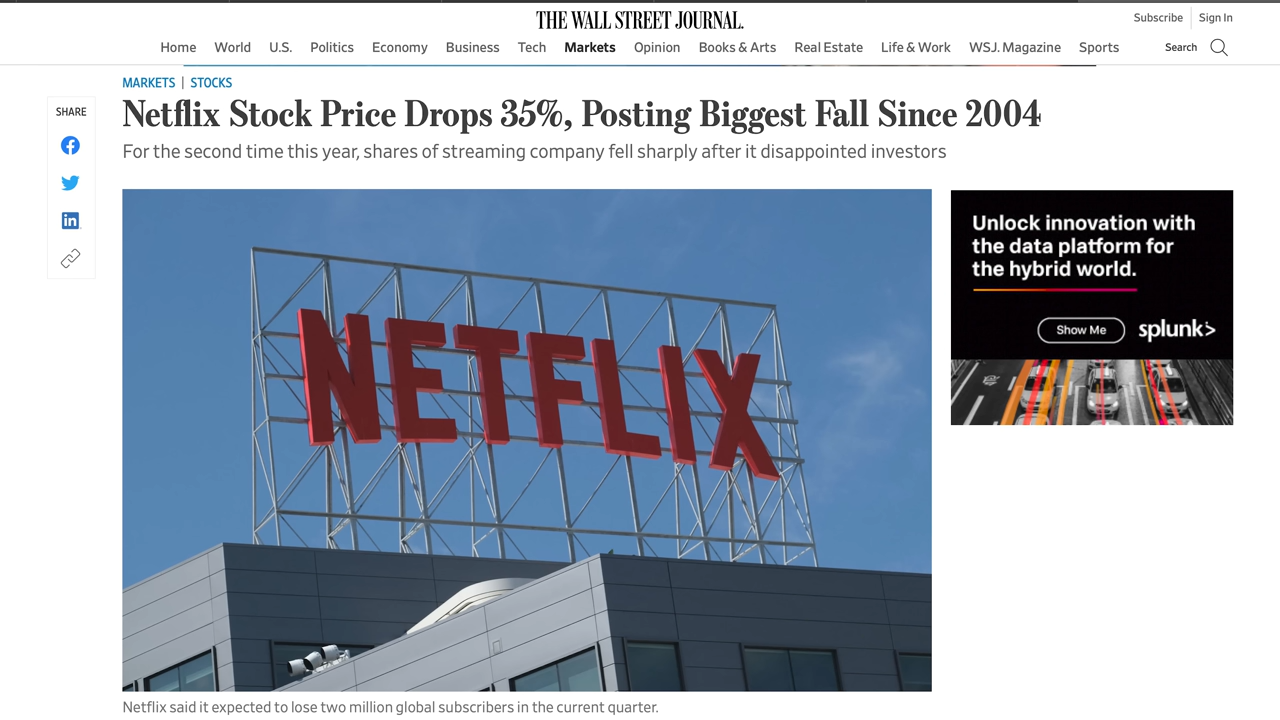 THE WALL STREET JOURNAL.
Subscribe Sign In
Home World U.S. Politics Economy Business Tech Markets Opinion Books & Arts Real Estate Life & Work WSJ. Magazine Sports Search
MARKETS | STOCKS
SHARE
Netflix Stock Price Drops 35%, Posting Biggest Fall Since 2004
For the second time this year, shares of streaming company fell sharply after it disappointed investors
NETFLIX
Unlock innovation with
the data platform for
the hybrid world.
Show Me splunk>
Netflix said it expected to lose two million global subscribers in the current quarter.